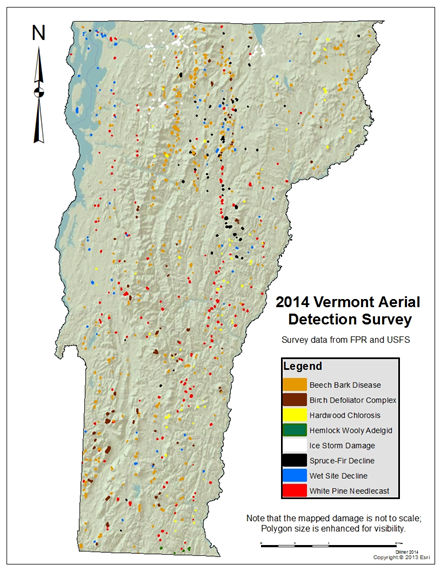 N
2014 Vermont Aerial
Detection Survey
Survey data from FPR and USFS
Legend
Beech Bark Disease
Birch Defoliator Complex
Hardwood Chlorosis
Hemlock Wooly Adelgid
Ice Storm Damage
Spruce-Fir Decline
Wet Site Decline
White Pine Needlecast
Note that the mapped damage is not to scale;
Polygon size is enhanced for visibility.
2014
Copyright:© 2013 Esri